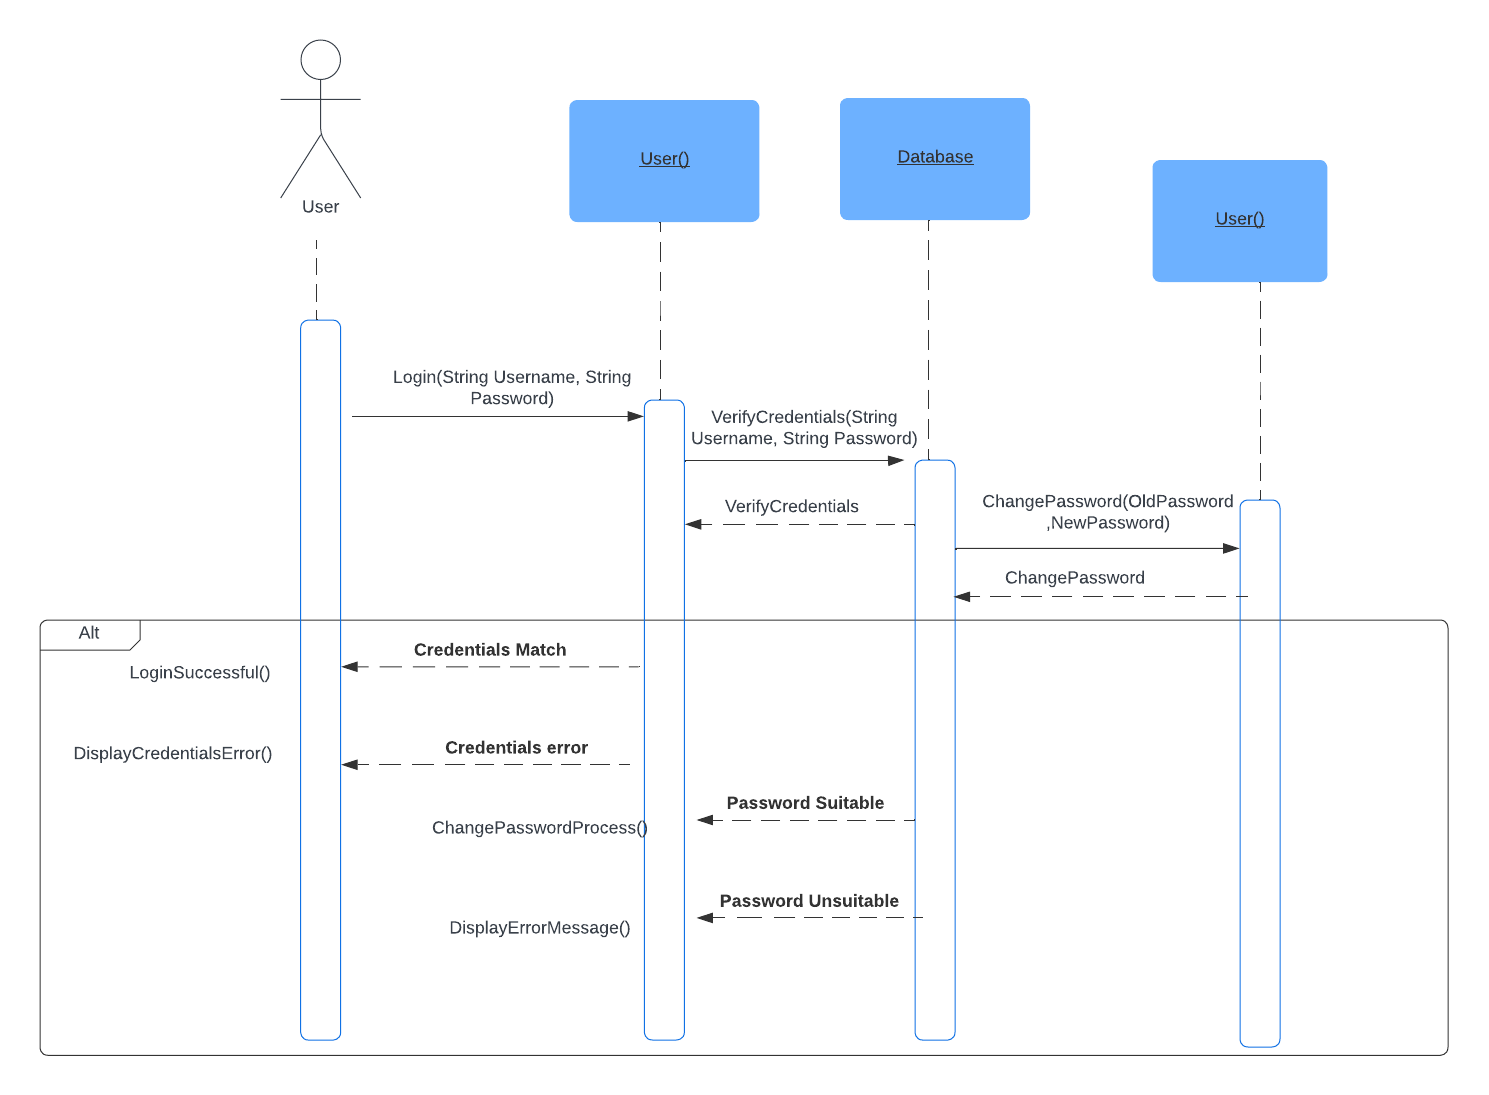 User
User()
Database
User()
Login(String Username, String
Password)
VerifyCredentials(String
Username, String Password)
VerifyCredentials
ChangePassword(OldPassword
,NewPassword)
ChangePassword
Alt
Credentials Match
LoginSuccessful()
Credentials error
DisplayCredentialsError()
Password Suitable
ChangePasswordProcess()
Password Unsuitable
DisplayErrorMessage()